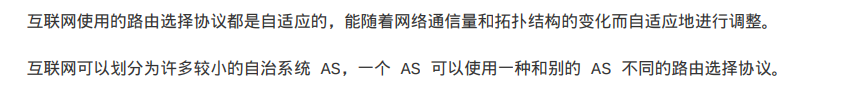 互联网使用的路由选择协议都是自适应的，能随着网络通信量和拓扑结构的变化而自适应地进行调整。
互联网可以划分为许多较小的自治系统 AS，一个 AS 可以使用一种和别的 AS 不同的路由选择协议。